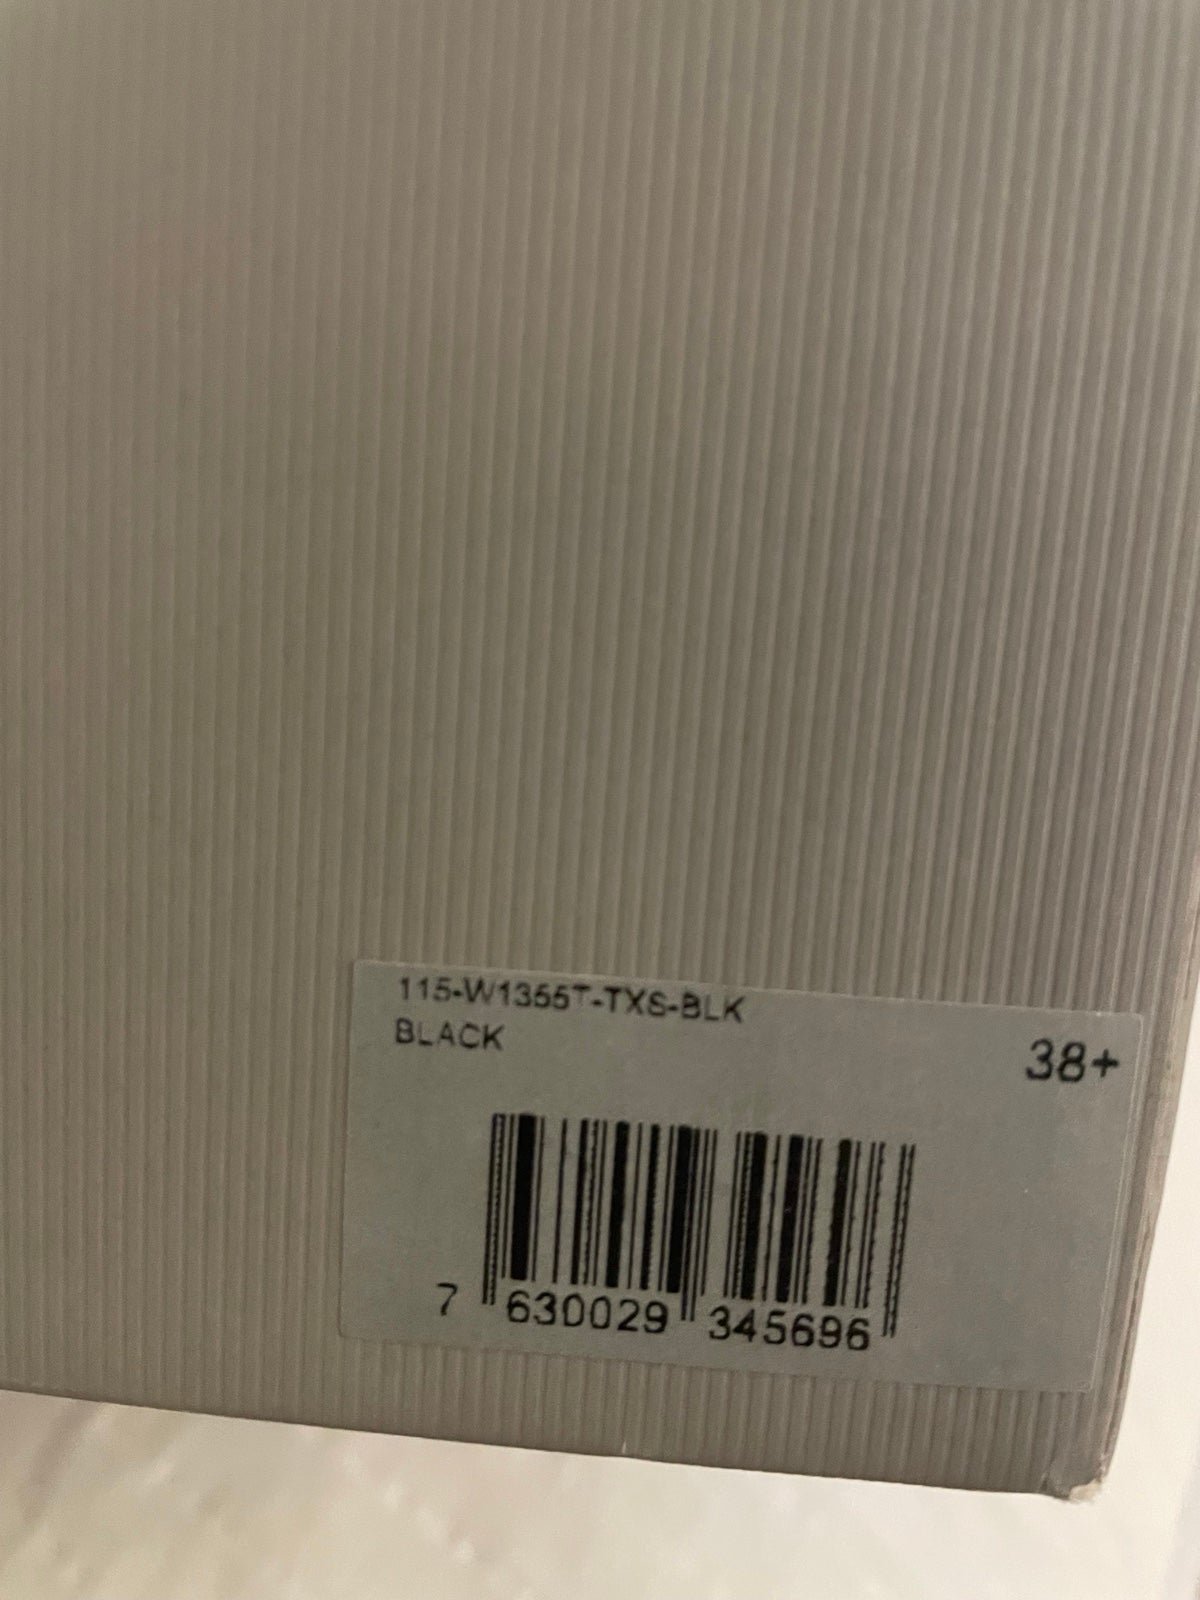 115-W1355T-TXS-BLK
BLACK
38+
7 630029 345696